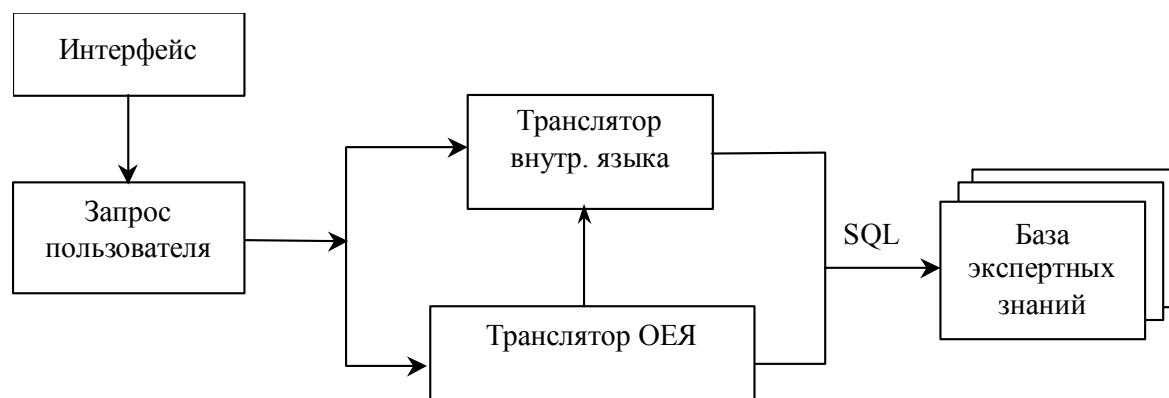 Интерфейс
Транслятор
внутр. языка
Запрос
пользователя
SQL
База
экспертных
знаний
Транслятор ОЕЯ